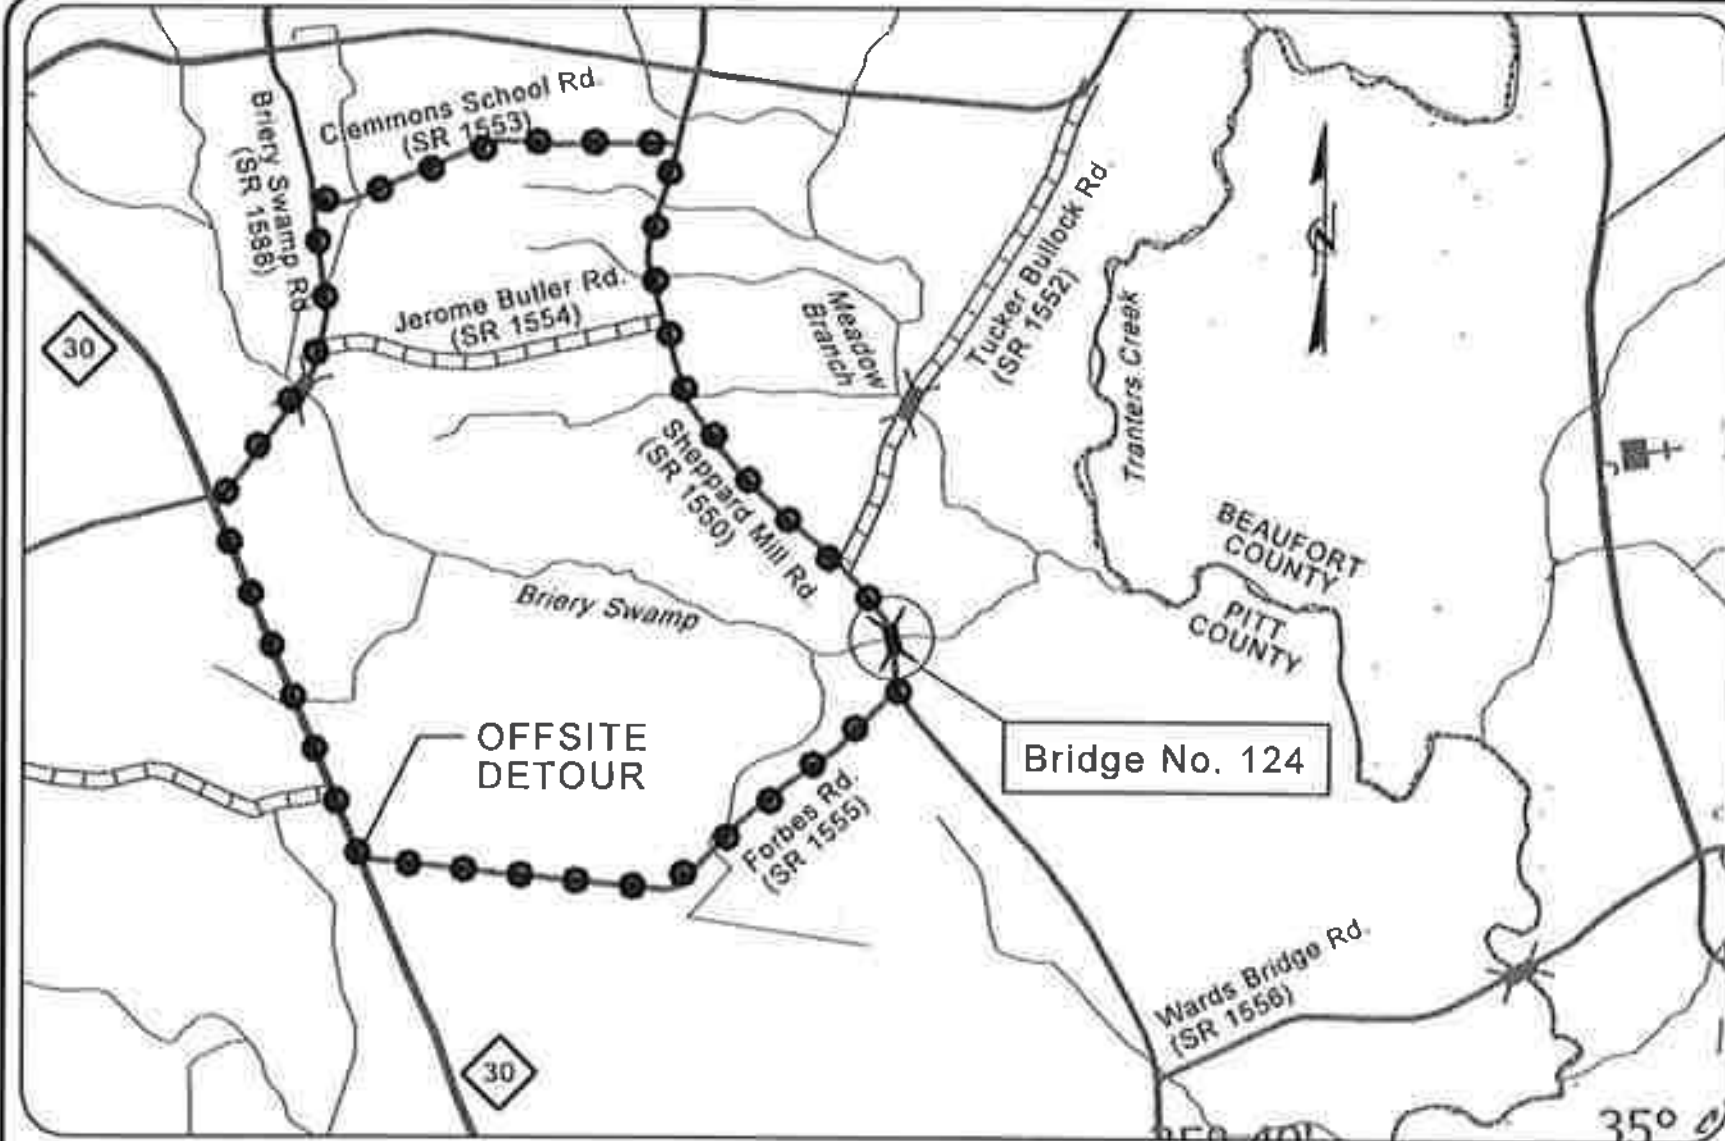 Clemmons School Rd.
(SR 1553)
Briery Swamp Rd
(SR 1588)
30
Jerome Butler Rd.
(SR 1554)
Meadow
Branch
Tucker Bullock Rd.
(SR 1552)
Tranters Creek
Sheppard Mill Rd.
(SR 1550)
BEAUFORT
COUNTY
PITT
COUNTY
Briery Swamp
OFFSITE
DETOUR
Bridge No. 124
Forbes Rd.
(SR 1555)
Wards Bridge Rd.
(SR 1556)
30
35°
N